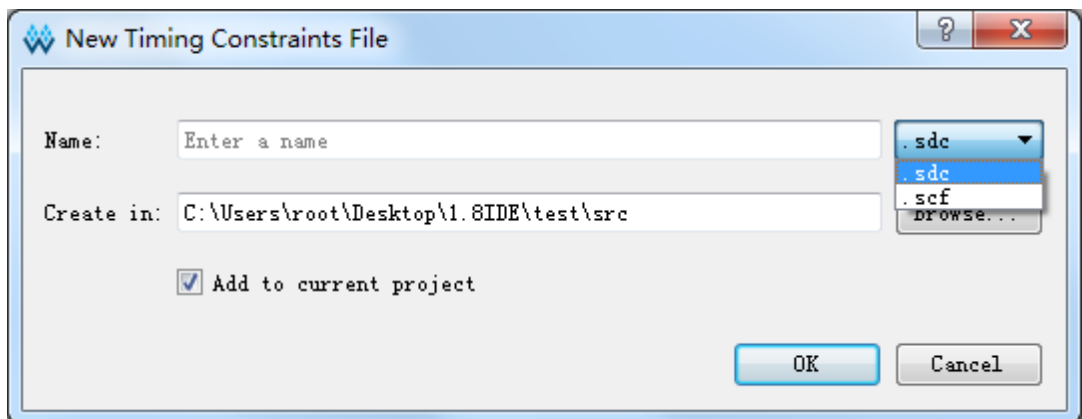 New Timing Constraints File
Name: Enter a name .sdc
.sdc
.scf
Create in: C:\Users\root\Desktop\1.8IDE\test\src Browse...
Add to current project
OK Cancel